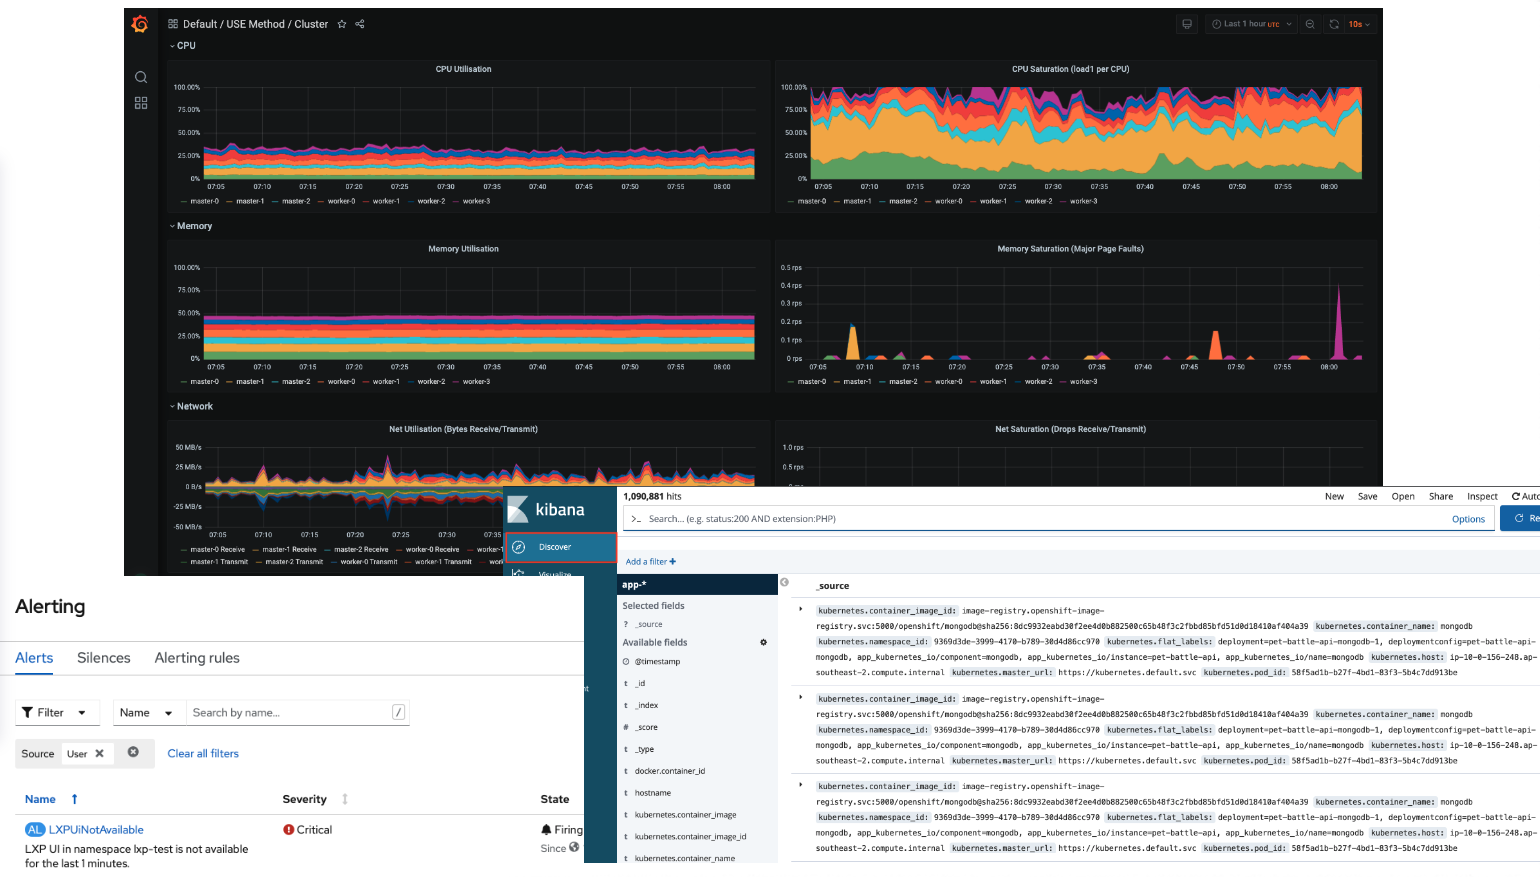 Default / USE Method / Cluster
Last 1 hour UTC
10s
CPU
CPU Utilisation
100.00%
75.00%
50.00%
25.00%
0%
07:05 07:10 07:15 07:20 07:25 07:30 07:35 07:40 07:45 07:50 07:55 08:00
master-0 master-1 master-2 worker-0 worker-1 worker-2 worker-3
CPU Saturation (load1 per CPU)
100.00%
75.00%
50.00%
25.00%
0%
07:05 07:10 07:15 07:20 07:25 07:30 07:35 07:40 07:45 07:50 07:55 08:00
master-0 master-1 master-2 worker-0 worker-1 worker-2 worker-3
Memory
Memory Utilisation
100.00%
75.00%
50.00%
25.00%
0%
07:05 07:10 07:15 07:20 07:25 07:30 07:35 07:40 07:45 07:50 07:55 08:00
master-0 master-1 master-2 worker-0 worker-1 worker-2 worker-3
Memory Saturation (Major Page Faults)
0.5 rps
0.4 rps
0.3 rps
0.2 rps
0.1 rps
0 rps
07:05 07:10 07:15 07:20 07:25 07:30 07:35 07:40 07:45 07:50 07:55 08:00
master-0 master-1 master-2 worker-0 worker-1 worker-2 worker-3
Network
Net Utilisation (Bytes Receive/Transmit)
50 MB/s
25 MB/s
0 B/s
-25 MB/s
-50 MB/s
07:05 07:10 07:15 07:20 07:25 07:30 07:35
master-0 Receive master-1 Receive master-2 Receive worker-0 Receive worker-1
master-1 Transmit master-2 Transmit worker-0 Transmit worker-1 Transmit work
Net Saturation (Drops Receive/Transmit)
1.0 rps
0.5 rps
kibana
Discover
Visualize
nt
1,090,881 hits
New Save Open Share Inspect Auto
>_ Search... (e.g. status:200 AND extension:PHP)
Options
Re
Add a filter +
app-*
Selected fields
? _source
Available fields
@timestamp
t _id
t _index
# _score
t _type
t docker.container_id
t hostname
t kubernetes.container_image
t kubernetes.container_image_id
t kubernetes.container_name
_source
kubernetes.container_image_id: image-registry.openshift-image-
registry.svc:5000/openshift/mongodb@sha256:8dc9932eabd30f2ee4d0b882500c65b48f3c2fbbd85bfd51d0d18410af404a39 kubernetes.container_name: mongodb
kubernetes.namespace_id: 9369d3de-3999-4170-b789-30d4d86cc970 kubernetes.flat_labels: deployment=pet-battle-api-mongodb-1, deploymentconfig=pet-battle-api-
mongodb, app_kubernetes_io/component=mongodb, app_kubernetes_io/instance=pet-battle-api, app_kubernetes_io/name=mongodb kubernetes.host: ip-10-0-156-248.ap-
southeast-2.compute.internal kubernetes.master_url: https://kubernetes.default.svc kubernetes.pod_id: 58f5ad1b-b27f-4bd1-83f3-5b4c7dd913be
kubernetes.container_image_id: image-registry.openshift-image-
registry.svc:5000/openshift/mongodb@sha256:8dc9932eabd30f2ee4d0b882500c65b48f3c2fbbd85bfd51d0d18410af404a39 kubernetes.container_name: mongodb
kubernetes.namespace_id: 9369d3de-3999-4170-b789-30d4d86cc970 kubernetes.flat_labels: deployment=pet-battle-api-mongodb-1, deploymentconfig=pet-battle-api-
mongodb, app_kubernetes_io/component=mongodb, app_kubernetes_io/instance=pet-battle-api, app_kubernetes_io/name=mongodb kubernetes.host: ip-10-0-156-248.ap-
southeast-2.compute.internal kubernetes.master_url: https://kubernetes.default.svc kubernetes.pod_id: 58f5ad1b-b27f-4bd1-83f3-5b4c7dd913be
kubernetes.container_image_id: image-registry.openshift-image-
registry.svc:5000/openshift/mongodb@sha256:8dc9932eabd30f2ee4d0b882500c65b48f3c2fbbd85bfd51d0d18410af404a39 kubernetes.container_name: mongodb
kubernetes.namespace_id: 9369d3de-3999-4170-b789-30d4d86cc970 kubernetes.flat_labels: deployment=pet-battle-api-mongodb-1, deploymentconfig=pet-battle-api-
mongodb, app_kubernetes_io/component=mongodb, app_kubernetes_io/instance=pet-battle-api, app_kubernetes_io/name=mongodb kubernetes.host: ip-10-0-156-248.ap-
southeast-2.compute.internal kubernetes.master_url: https://kubernetes.default.svc kubernetes.pod_id: 58f5ad1b-b27f-4bd1-83f3-5b4c7dd913be
Alerting
Alerts Silences Alerting rules
Filter Name Search by name... /
Source User Clear all filters
Name Severity State
AL LXPUiNotAvailable Critical Firing
LXP UI in namespace lxp-test is not available Since
for the last 1 minutes.